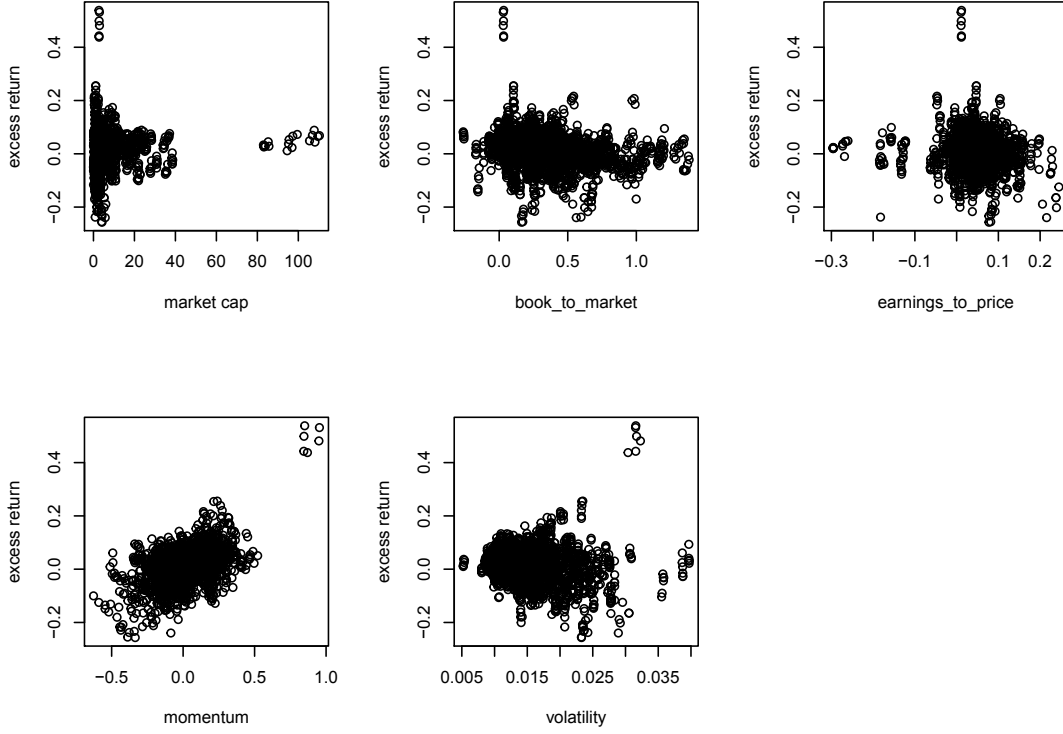 excess return
−0.2 0.0 0.2 0.4
0 20 40 60 80 100
market cap
excess return
−0.2 0.0 0.2 0.4
0.0 0.5 1.0
book_to_market
excess return
−0.2 0.0 0.2 0.4
−0.3 −0.1 0.1 0.2
earnings_to_price
excess return
−0.2 0.0 0.2 0.4
−0.5 0.0 0.5 1.0
momentum
excess return
−0.2 0.0 0.2 0.4
0.005 0.015 0.025 0.035
volatility